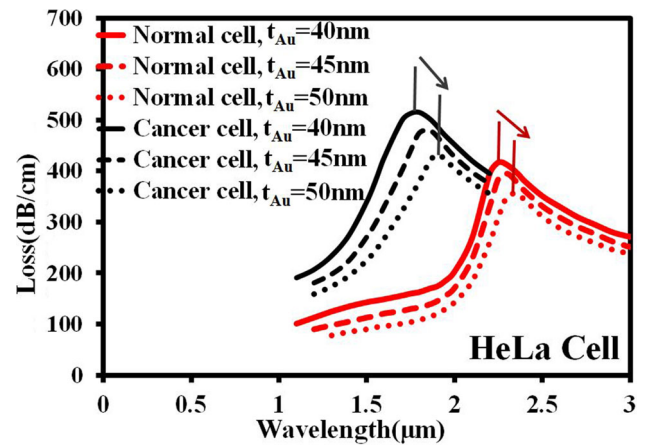 700
600
500
400
300
200
100
0
Loss(dB/cm)
Normal cell, tAu=40nm
Normal cell, tAu=45nm
Normal cell, tAu=50nm
Cancer cell, tAu=40nm
Cancer cell, tAu=45nm
Cancer cell, tAu=50nm
HeLa Cell
0 0.5 1 1.5 2 2.5 3
Wavelength(μm)